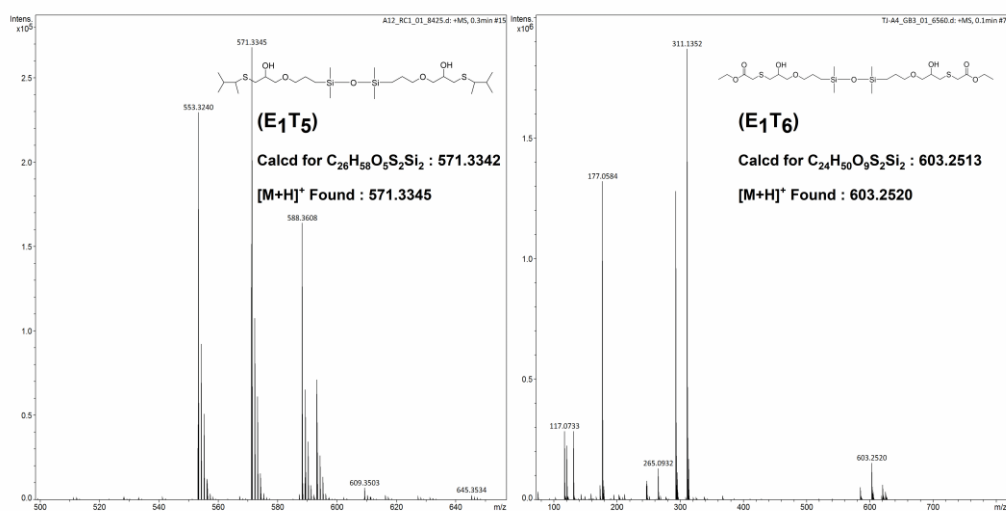 Intens.
x10⁵
A12_RC1_01_8425.d: +MS, 0.3min #15
571.3345
OH
OH
S
O
Si
O
Si
O
S
553.3240
(E₁T₅)
Calcd for C₂₆H₅₈O₅S₂Si₂ : 571.3342
[M+H]⁺ Found : 571.3345
588.3608
2.5
2.0
1.5
1.0
0.5
0.0
609.3503
645.3534
500
520
540
560
580
600
620
640
m/z
Intens.
x10⁶
TJ-A4_GB3_01_6560.d: +MS, 0.1min #7
311.1352
O
OH
OH
O
O
S
O
Si
O
Si
O
S
O
(E₁T₆)
Calcd for C₂₄H₅₀O₉S₂Si₂ : 603.2513
[M+H]⁺ Found : 603.2520
177.0584
1.5
1.0
0.5
0.0
117.0733
265.0932
603.2520
100
200
300
400
500
600
700
m/z